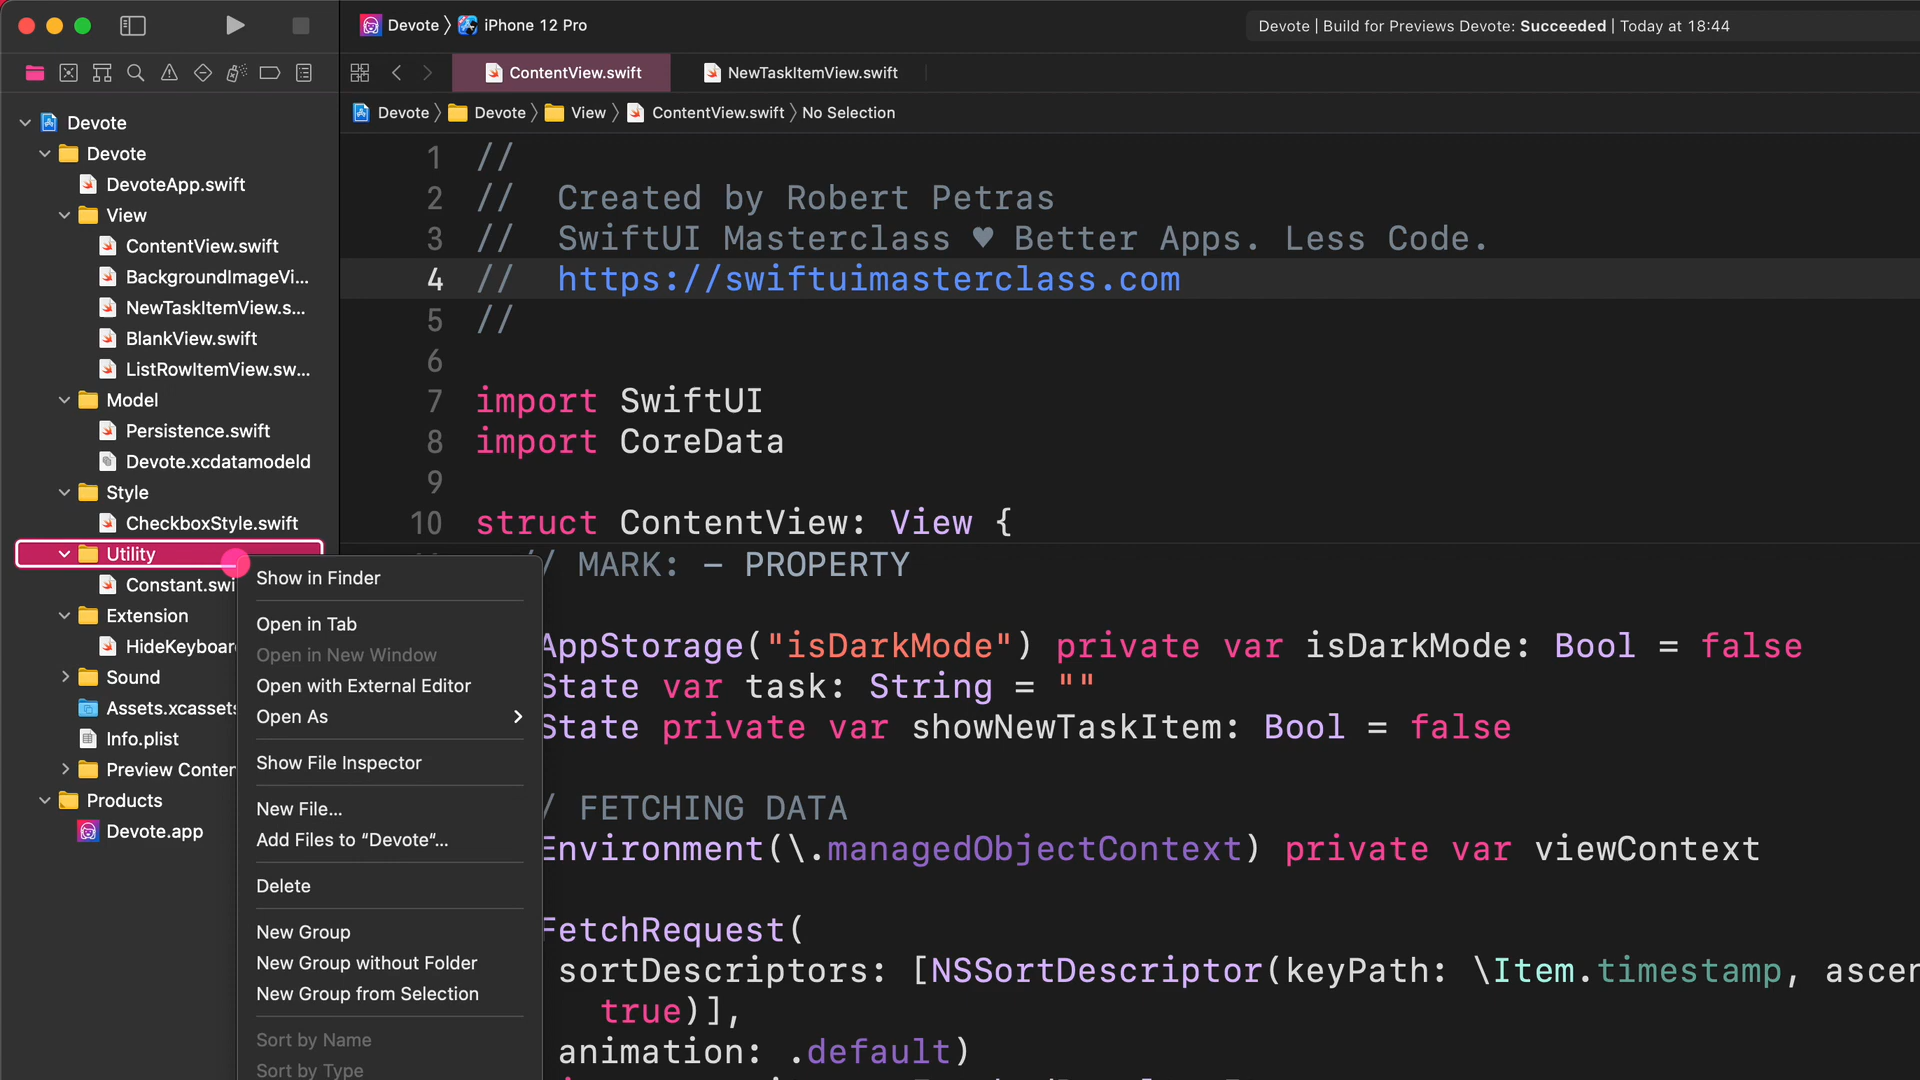 Devote 〉 iPhone 12 Pro
Devote | Build for Previews Devote: Succeeded | Today at 18:44
ContentView.swift
NewTaskItemView.swift
Devote 〉 Devote 〉 View 〉 ContentView.swift 〉 No Selection
Devote
Devote
DevoteApp.swift
View
ContentView.swift
BackgroundImageVi...
NewTaskItemView.s...
BlankView.swift
ListRowItemView.sw...
Model
Persistence.swift
Devote.xcdatamodeld
Style
CheckboxStyle.swift
Utility
Constant.swi
Extension
HideKeyboar
Sound
Assets.xcassets
Info.plist
Preview Conten
Products
Devote.app
Show in Finder
Open in Tab
Open in New Window
Open with External Editor
Open As
Show File Inspector
New File...
Add Files to “Devote“...
Delete
New Group
New Group without Folder
New Group from Selection
Sort by Name
Sort by Type
1 //
2 //  Created by Robert Petras
3 //  SwiftUI Masterclass ♥ Better Apps. Less Code.
4 //  https://swiftuimasterclass.com
5 //
6
7 import SwiftUI
8 import CoreData
9
10 struct ContentView: View {
/ MARK: – PROPERTY
AppStorage("isDarkMode") private var isDarkMode: Bool = false
State var task: String = ""
State private var showNewTaskItem: Bool = false
/ FETCHING DATA
Environment(\.managedObjectContext) private var viewContext
FetchRequest(
sortDescriptors: [NSSortDescriptor(keyPath: \Item.timestamp, ascen
true)],
animation: .default)